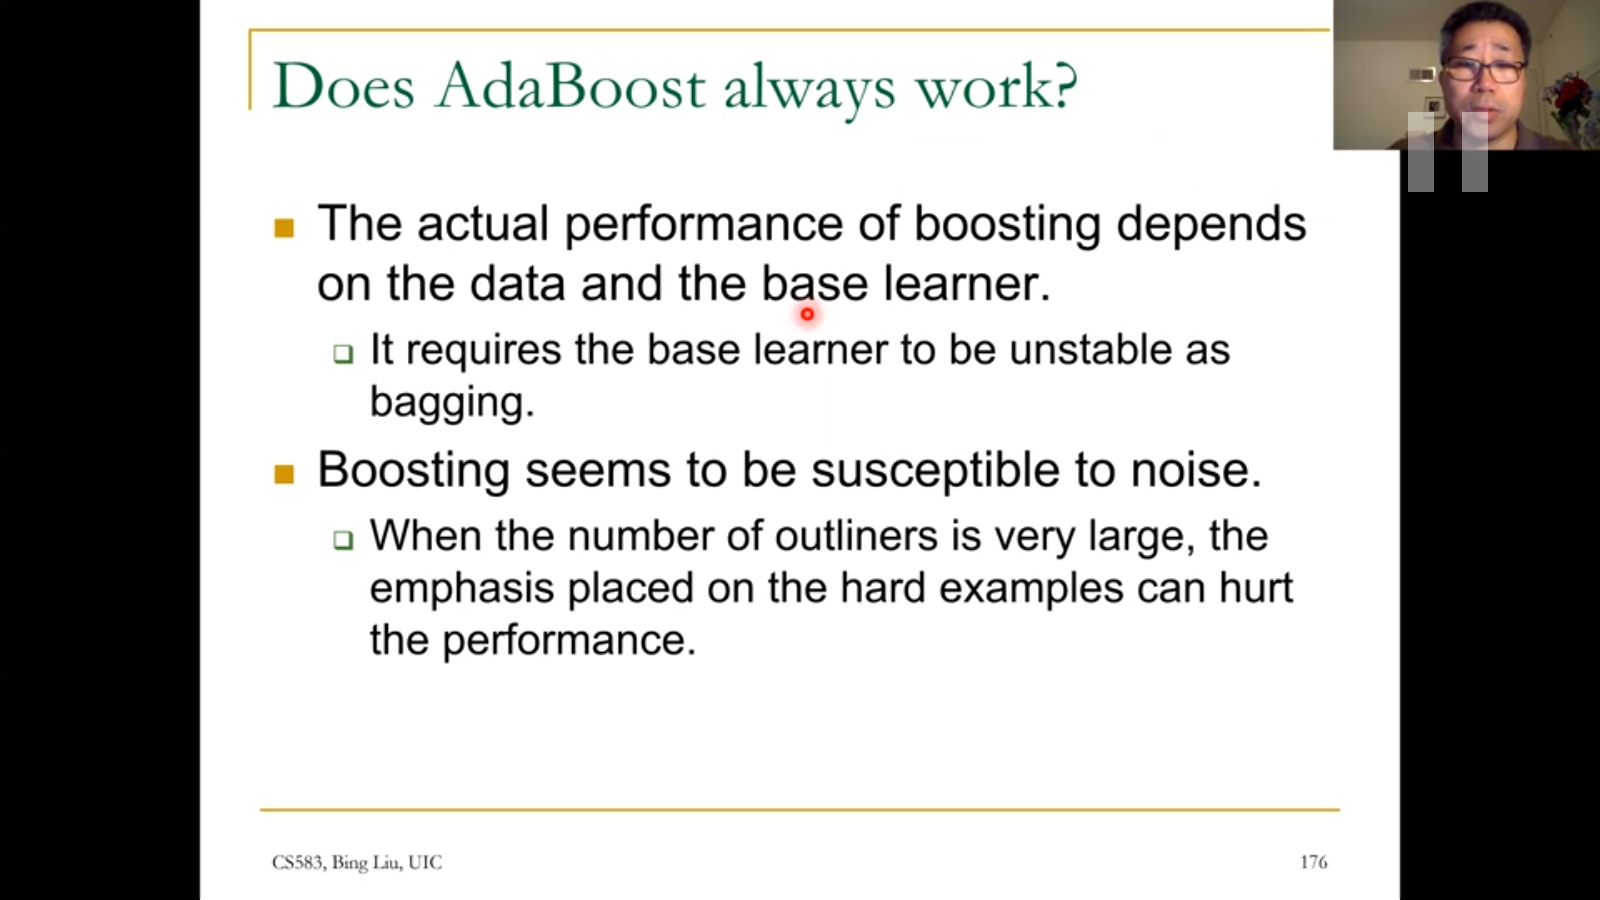 Does AdaBoost always work?
The actual performance of boosting depends
on the data and the base learner.
It requires the base learner to be unstable as
bagging.
Boosting seems to be susceptible to noise.
When the number of outliners is very large, the
emphasis placed on the hard examples can hurt
the performance.
CS583, Bing Liu, UIC
176